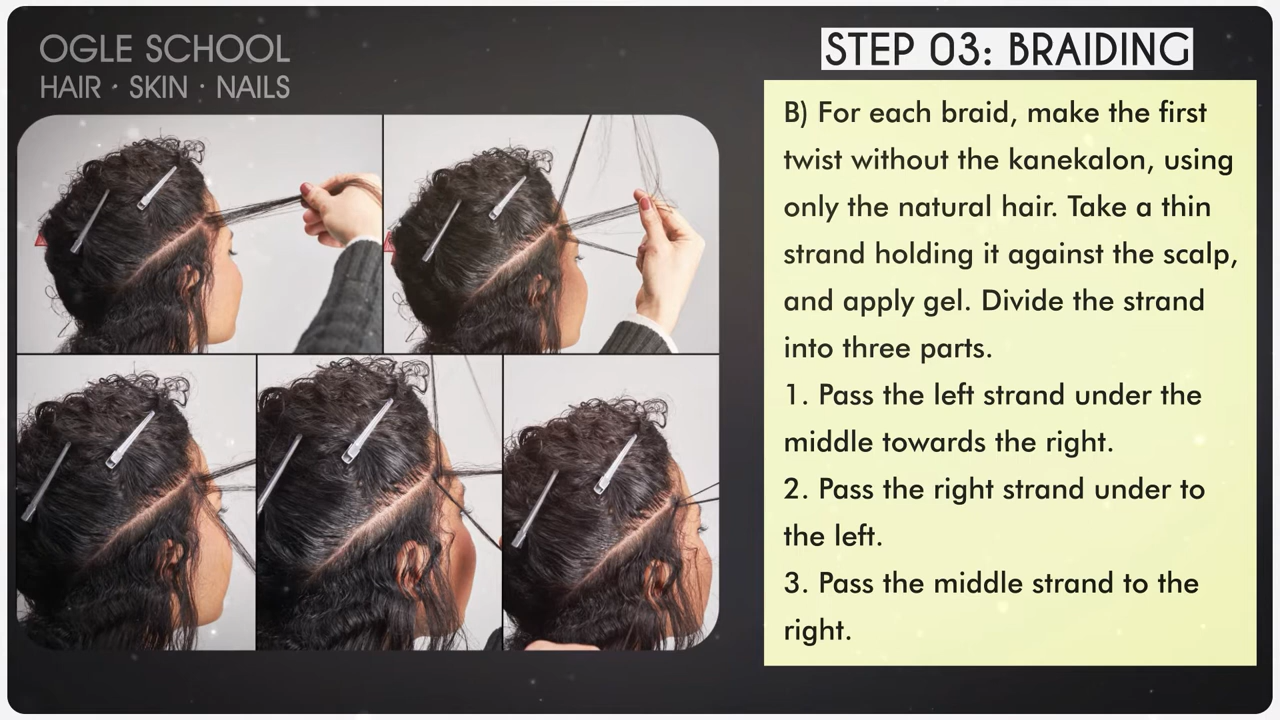 OGLE SCHOOL
HAIR · SKIN · NAILS
STEP 03: BRAIDING
B) For each braid, make the first
twist without the kanekalon, using
only the natural hair. Take a thin
strand holding it against the scalp,
and apply gel. Divide the strand
into three parts.
1. Pass the left strand under the
middle towards the right.
2. Pass the right strand under to
the left.
3. Pass the middle strand to the
right.